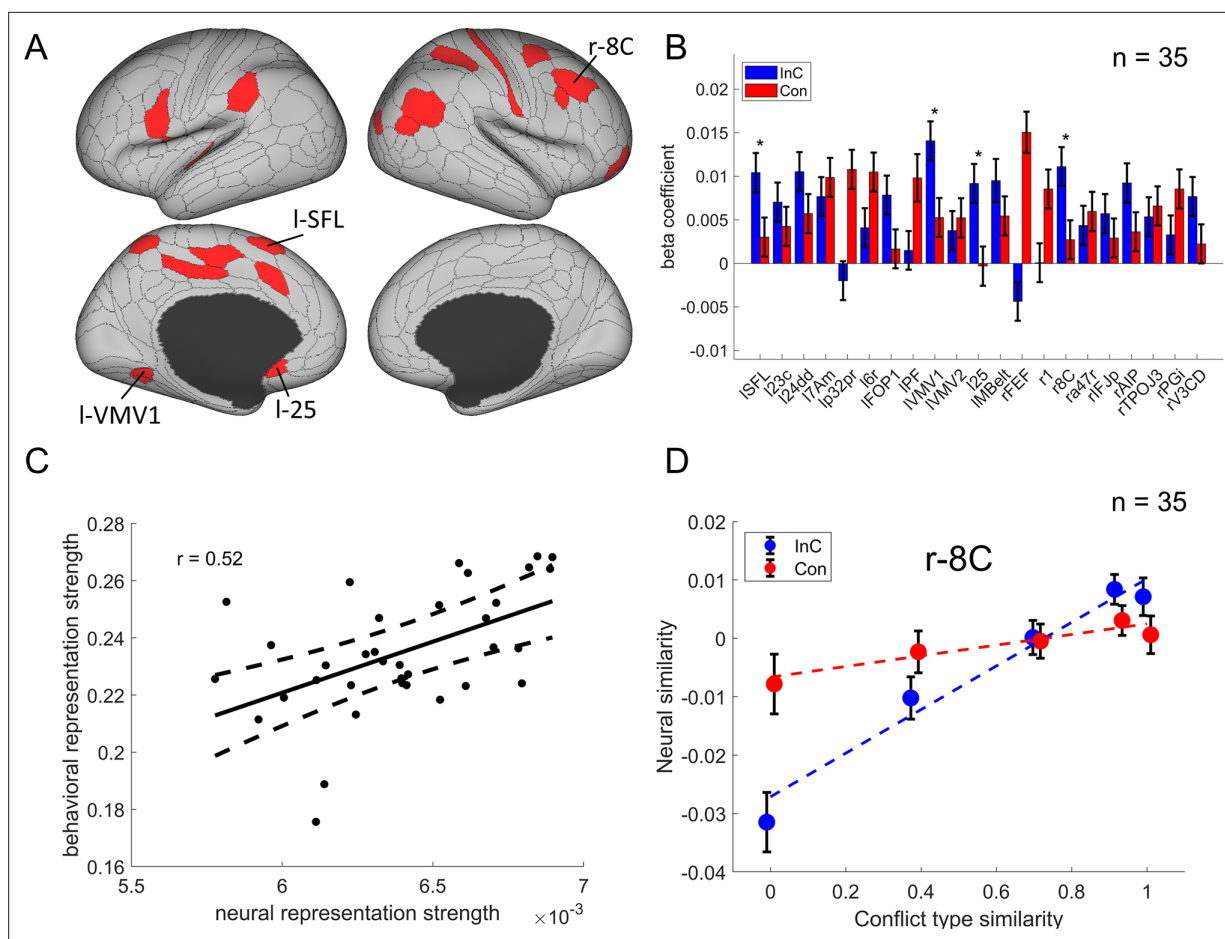 A
r-8C
l-SFL
l-VMV1
l-25
B
n = 35
InC
Con
*
*
*
*
beta coefficient
0.02
0.015
0.01
0.005
0
-0.005
-0.01
lSFL
l23c
l24dd
l7Am
lp32pr
l6r
lFOP1
lPF
lVMV1
lVMV2
l25
lMBelt
rFEF
r1
r8C
ra47r
rIFJp
rAIP
rTPOJ3
rPGi
rV3CD
C
r = 0.52
behavioral representation strength
0.28
0.26
0.24
0.22
0.2
0.18
0.16
5.5
6
6.5
7
neural representation strength
×10-3
D
n = 35
InC
Con
r-8C
Neural similarity
0.02
0.01
0
-0.01
-0.02
-0.03
-0.04
0
0.2
0.4
0.6
0.8
1
Conflict type similarity